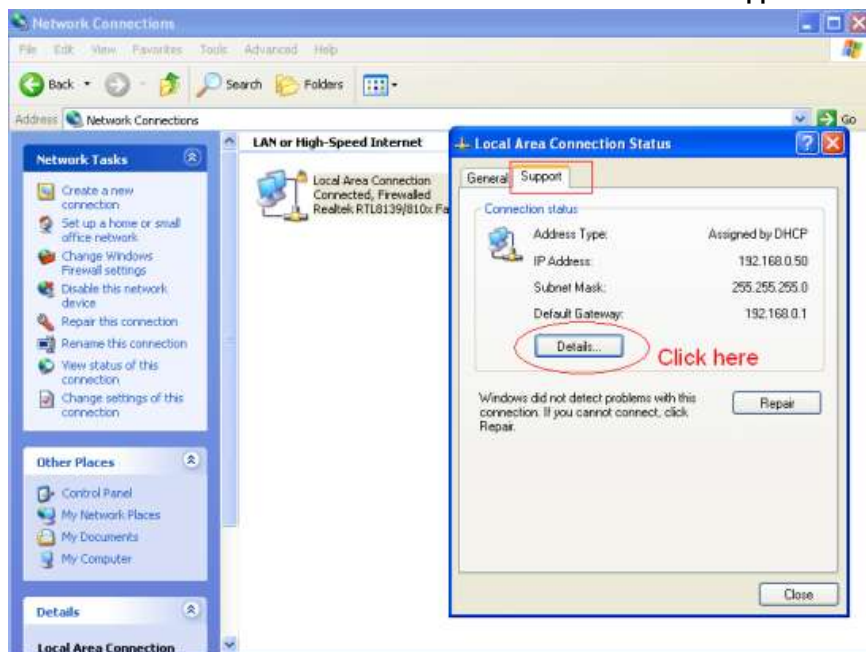 Network Connections
File Edit View Favorites Tools Advanced Help
Back Search Folders
Address Network Connections Go
Network Tasks
Create a new
connection
Set up a home or small
office network
Change Windows
Firewall settings
Disable this network
device
Repair this connection
Rename this connection
View status of this
connection
Change settings of this
connection
Other Places
Control Panel
My Network Places
My Documents
My Computer
Details
Local Area Connection
LAN or High-Speed Internet
Local Area Connection
Connected, Firewalled
Realtek RTL8139/810x Fa
Local Area Connection Status
General Support
Connection status
Address Type: Assigned by DHCP
IP Address: 192.168.0.50
Subnet Mask: 255.255.255.0
Default Gateway: 192.168.0.1
Details...
Click here
Windows did not detect problems with this
connection. If you cannot connect, click
Repair.
Repair
Close